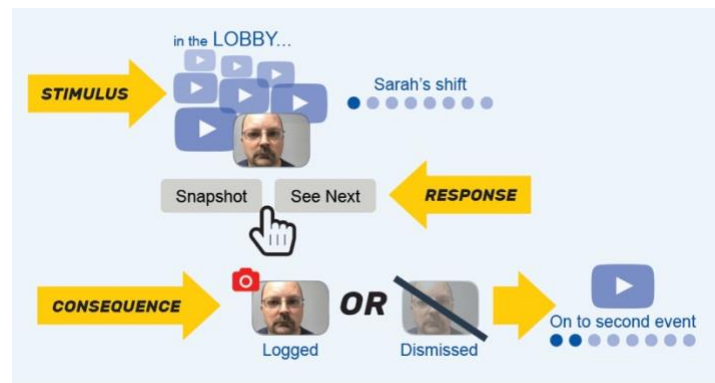 in the LOBBY...
STIMULUS
Sarah's shift
Snapshot
See Next
RESPONSE
CONSEQUENCE
OR
Logged
Dismissed
On to second event